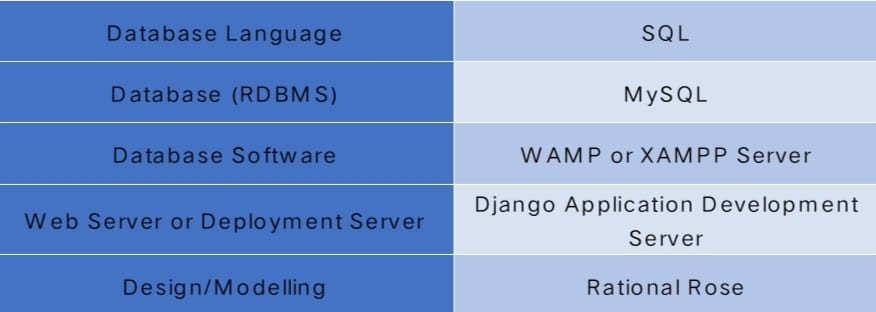 Database Language
SQL
Database (RDBMS)
MySQL
Database Software
WAMP or XAMPP Server
Web Server or Deployment Server
Django Application Development
Server
Design/Modelling
Rational Rose